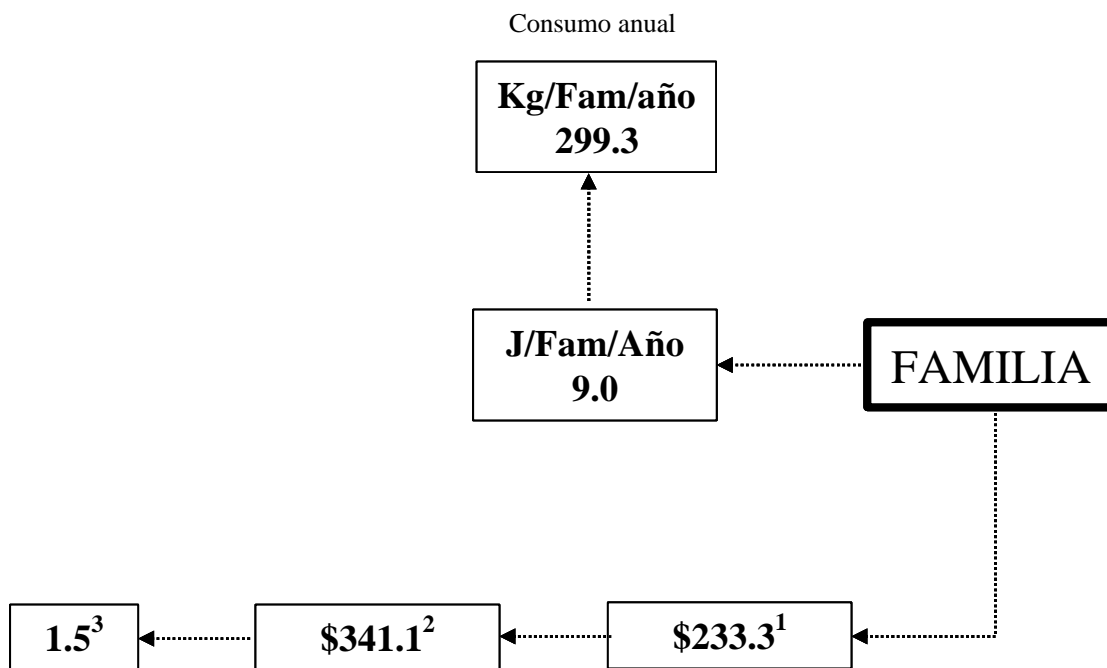 Consumo anual
Kg/Fam/año
299.3
J/Fam/Año
9.0
FAMILIA
1.5³
$341.1²
$233.3¹